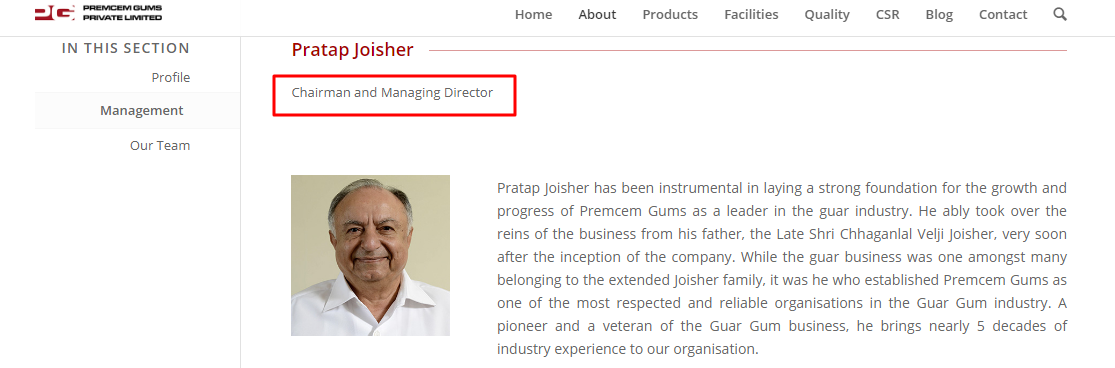 PREMCEM GUMS
PRIVATE LIMITED
Home About Products Facilities Quality CSR Blog Contact
IN THIS SECTION
Profile
Management
Our Team
Pratap Joisher
Chairman and Managing Director
Pratap Joisher has been instrumental in laying a strong foundation for the growth and
progress of Premcem Gums as a leader in the guar industry. He ably took over the
reins of the business from his father, the Late Shri Chhaganlal Velji Joisher, very soon
after the inception of the company. While the guar business was one amongst many
belonging to the extended Joisher family, it was he who established Premcem Gums as
one of the most respected and reliable organisations in the Guar Gum industry. A
pioneer and a veteran of the Guar Gum business, he brings nearly 5 decades of
industry experience to our organisation.